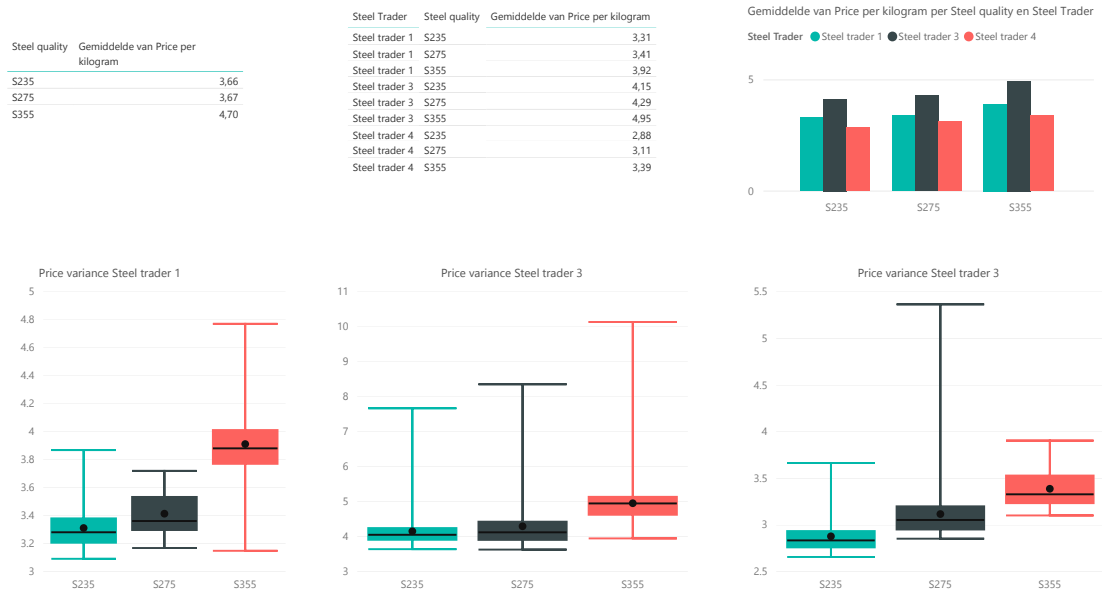 Steel quality Gemiddelde van Price per kilogram
S235 3,66
S275 3,67
S355 4,70
Steel Trader Steel quality Gemiddelde van Price per kilogram
Steel trader 1 S235 3,31
Steel trader 1 S275 3,41
Steel trader 1 S355 3,92
Steel trader 3 S235 4,15
Steel trader 3 S275 4,29
Steel trader 3 S355 4,95
Steel trader 4 S235 2,88
Steel trader 4 S275 3,11
Steel trader 4 S355 3,39
Gemiddelde van Price per kilogram per Steel quality en Steel Trader
Steel Trader Steel trader 1 Steel trader 3 Steel trader 4
5
0
S235 S275 S355
Price variance Steel trader 1
5
4.8
4.6
4.4
4.2
4
3.8
3.6
3.4
3.2
3
S235 S275 S355
Price variance Steel trader 3
11
10
9
8
7
6
5
4
3
S235 S275 S355
Price variance Steel trader 3
5.5
5
4.5
4
3.5
3
2.5
S235 S275 S355